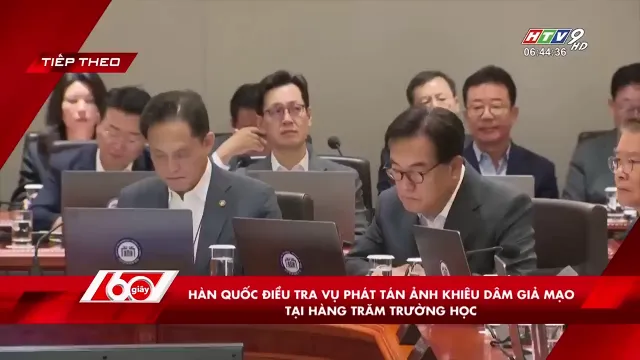 HTV9 HD
06:44:36
TIẾP THEO
60 giây
HÀN QUỐC ĐIỀU TRA VỤ PHÁT TÁN ẢNH KHIÊU DÂM GIẢ MẠO
TẠI HÀNG TRĂM TRƯỜNG HỌC